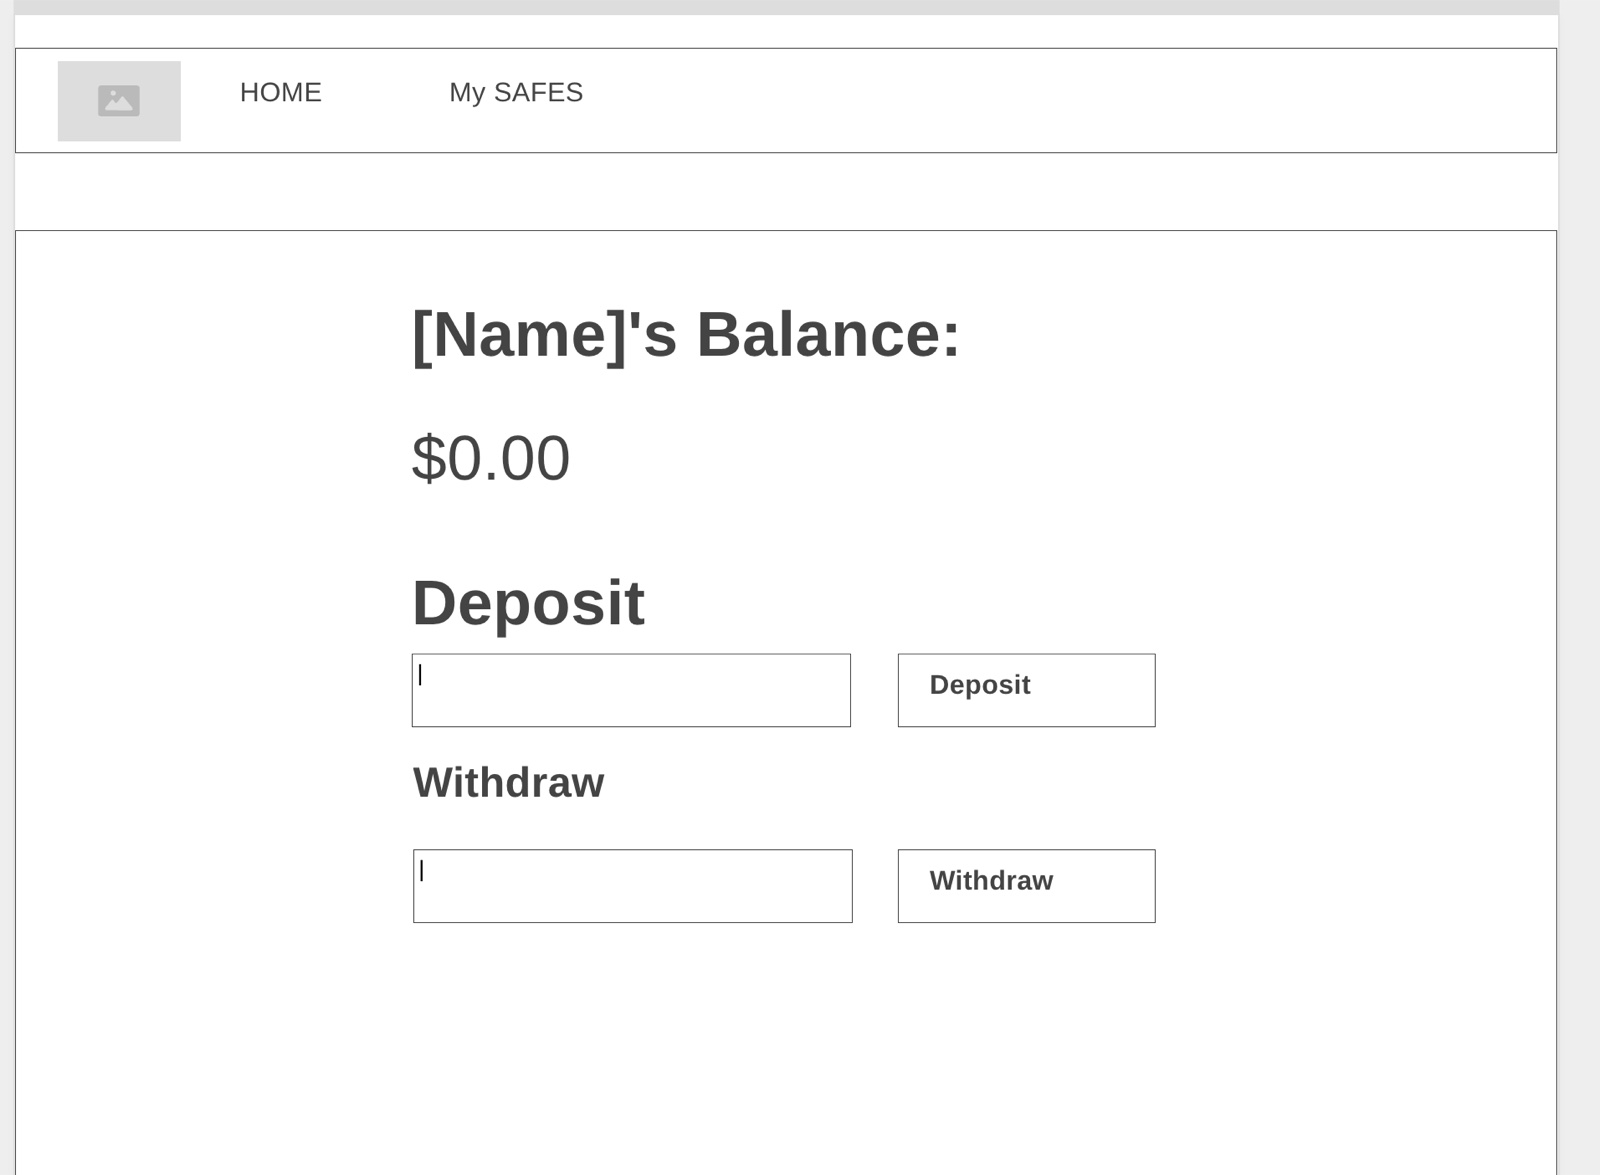 HOME My SAFES
[Name]'s Balance:
$0.00
Deposit
Deposit
Withdraw
Withdraw